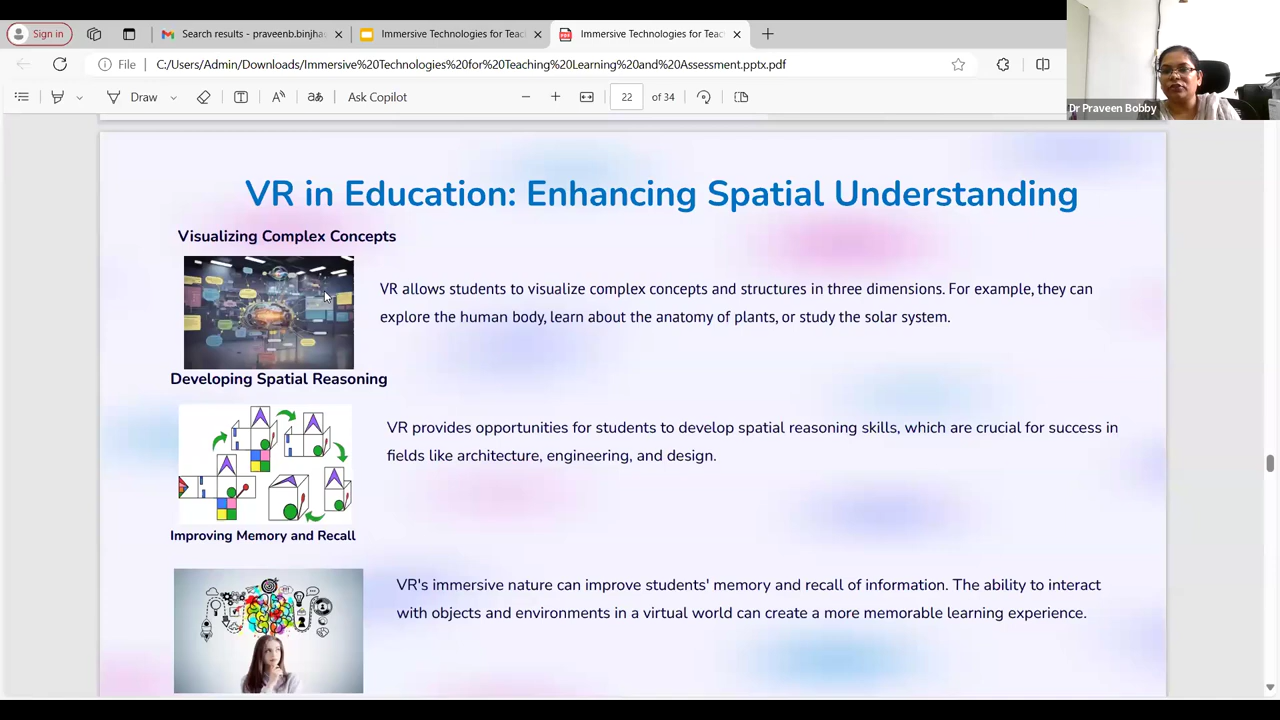 Sign in
Search results - praveenb.binjha
Immersive Technologies for Teac
Immersive Technologies for Teac
File
C:/Users/Admin/Downloads/Immersive%20Technologies%20for%20Teaching%20Learning%20and%20Assessment.pptx.pdf
Draw
Ask Copilot
22
of 34
Dr Praveen Bobby
VR in Education: Enhancing Spatial Understanding
Visualizing Complex Concepts
VR allows students to visualize complex concepts and structures in three dimensions. For example, they can
explore the human body, learn about the anatomy of plants, or study the solar system.
Developing Spatial Reasoning
VR provides opportunities for students to develop spatial reasoning skills, which are crucial for success in
fields like architecture, engineering, and design.
Improving Memory and Recall
VR's immersive nature can improve students' memory and recall of information. The ability to interact
with objects and environments in a virtual world can create a more memorable learning experience.